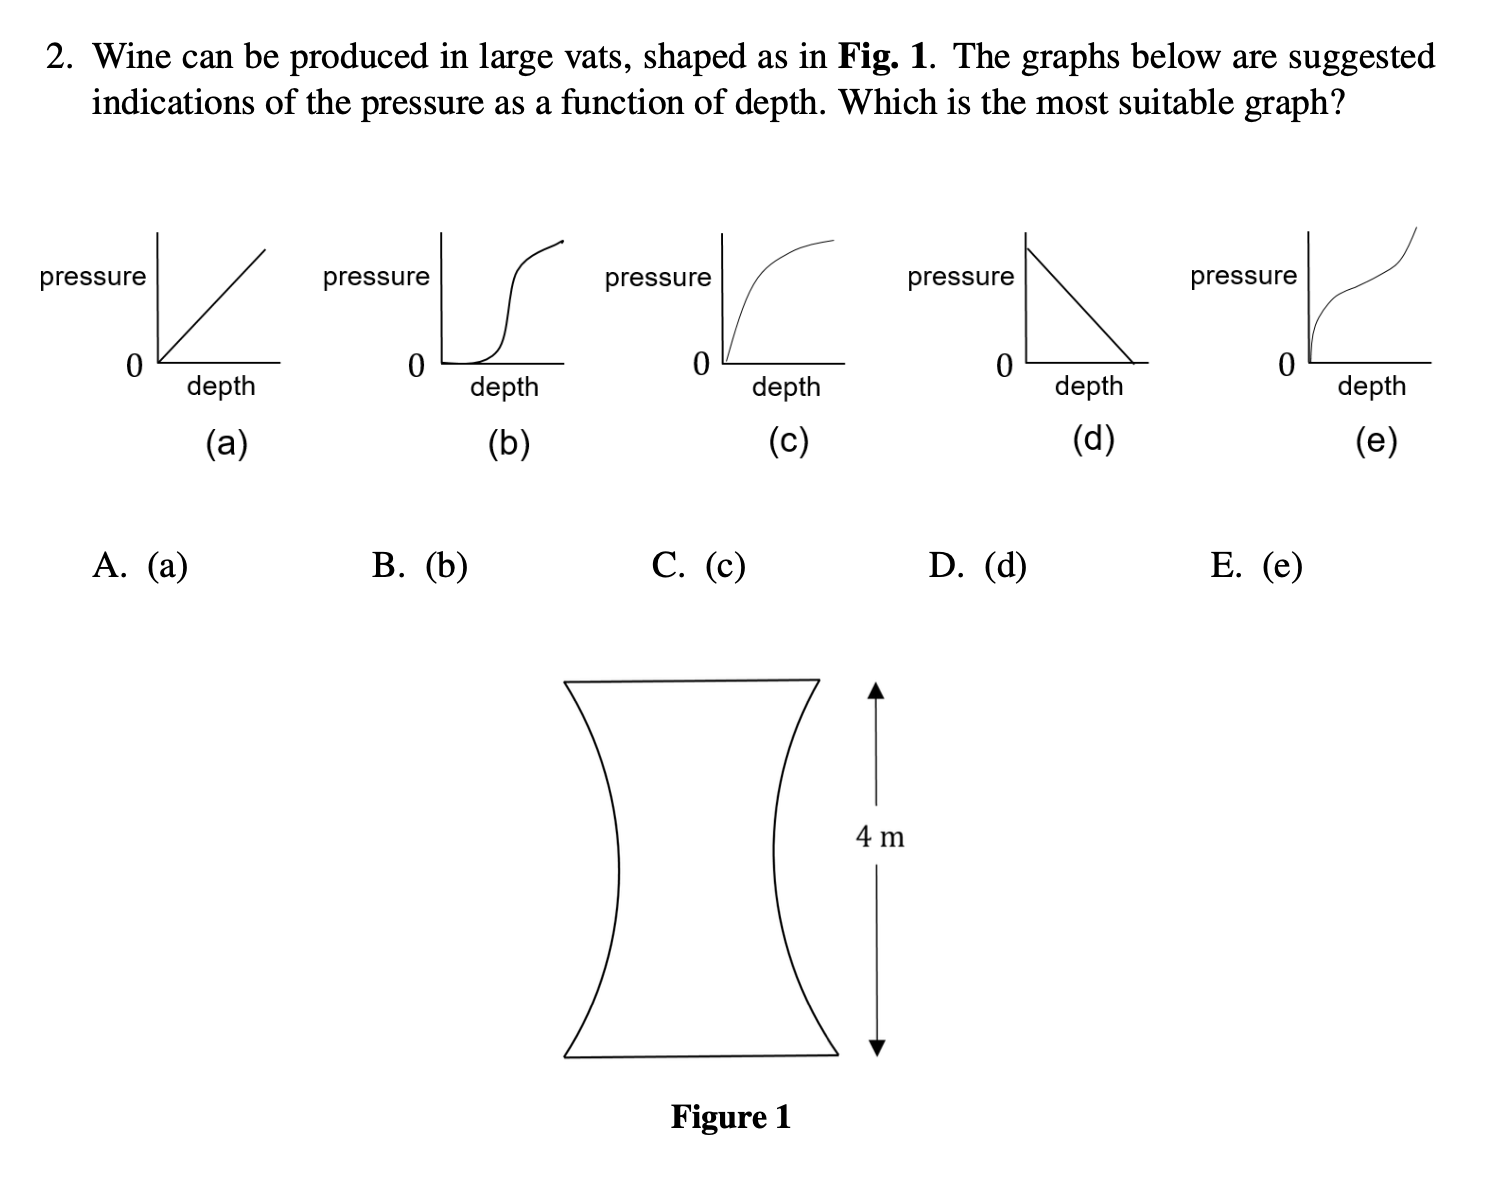 2. Wine can be produced in large vats, shaped as in Fig. 1. The graphs below are suggested
indications of the pressure as a function of depth. Which is the most suitable graph?
pressure
0
depth
(a)
pressure
0
depth
(b)
pressure
0
depth
(c)
pressure
0
depth
(d)
pressure
0
depth
(e)
A. (a) B. (b) C. (c) D. (d) E. (e)
4 m
Figure 1